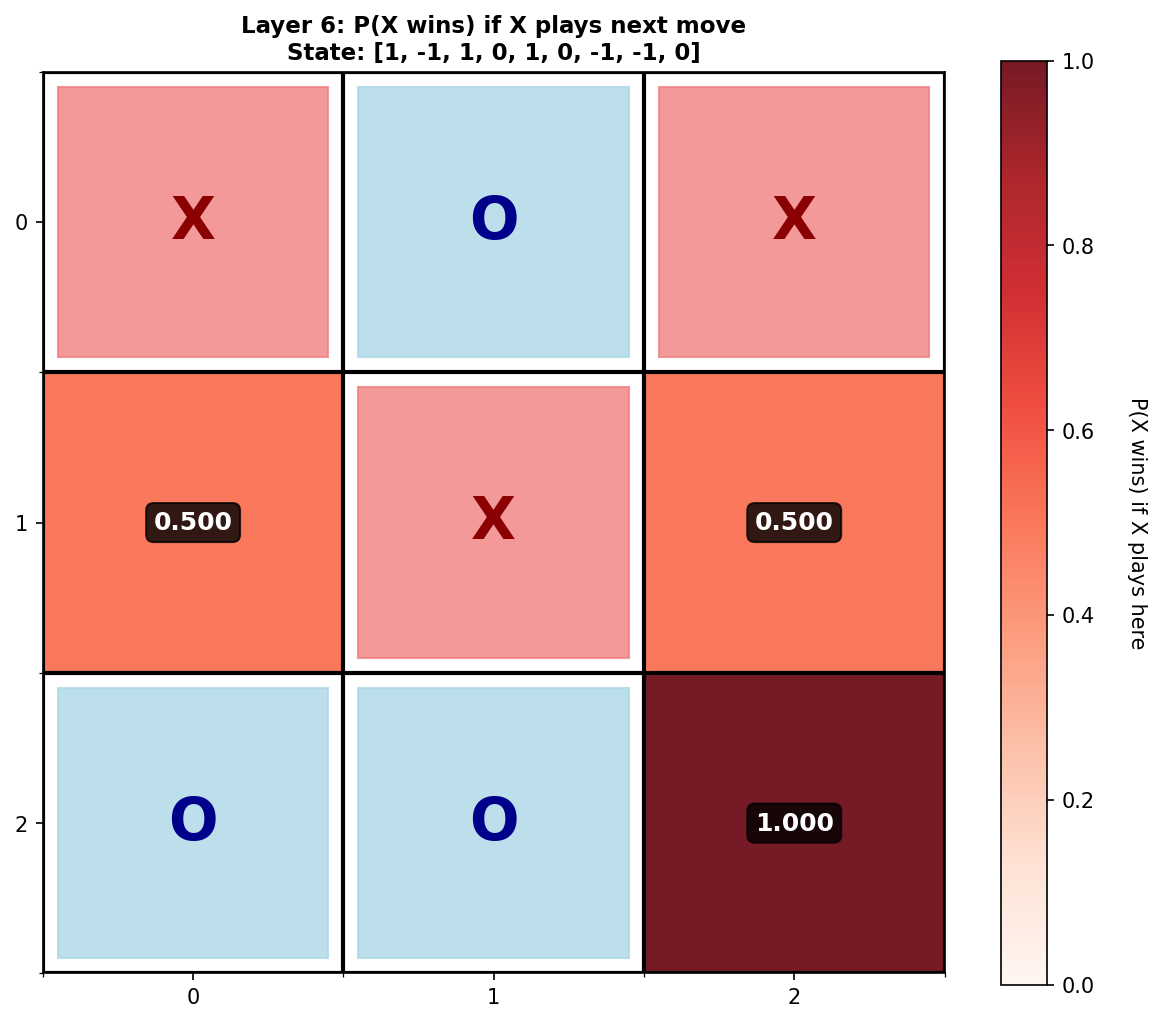 Layer 6: P(X wins) if X plays next move
State: [1, -1, 1, 0, 1, 0, -1, -1, 0]
X O X
0.500 X 0.500
O O 1.000
0
1
2
0 1 2
1.0
0.8
0.6
0.4
0.2
0.0
P(X wins) if X plays here